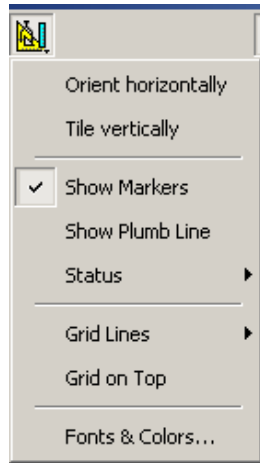 Orient horizontally
Tile vertically
Show Markers
Show Plumb Line
Status
Grid Lines
Grid on Top
Fonts & Colors...